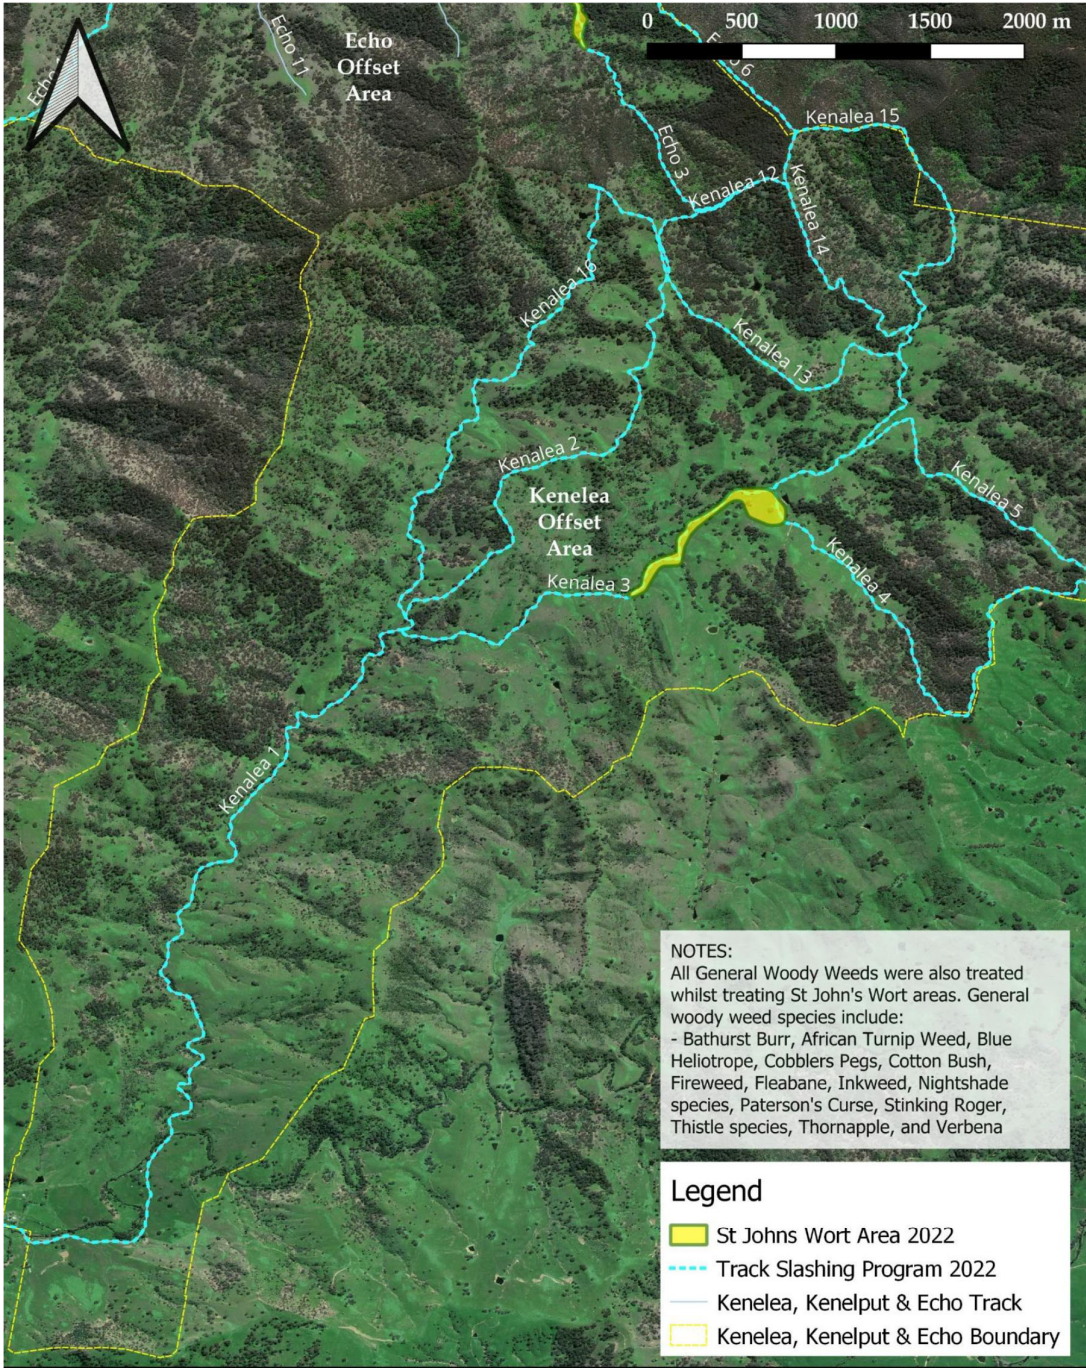 0 500 1000 1500 2000 m
Echo
Offset
Area
Echo 11
Echo 6
Kenalea 15
Echo 3
Kenalea 12
Kenalea 14
Kenalea 16
Kenalea 13
Kenalea 2
Kenelea
Offset
Area
Kenalea 5
Kenalea 3
Kenalea 4
Kenalea 1
NOTES:
All General Woody Weeds were also treated
whilst treating St John's Wort areas. General
woody weed species include:
- Bathurst Burr, African Turnip Weed, Blue
Heliotrope, Cobblers Pegs, Cotton Bush,
Fireweed, Fleabane, Inkweed, Nightshade
species, Paterson's Curse, Stinking Roger,
Thistle species, Thornapple, and Verbena
Legend
St Johns Wort Area 2022
Track Slashing Program 2022
Kenelea, Kenelput & Echo Track
Kenelea, Kenelput & Echo Boundary